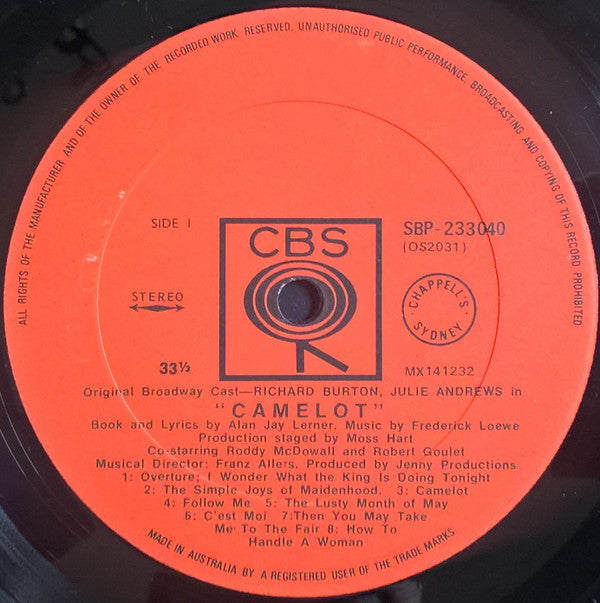 ALL RIGHTS OF THE MANUFACTURER AND OF THE OWNER OF THE RECORDED WORK RESERVED. UNAUTHORISED PUBLIC PERFORMANCE, BROADCASTING AND COPYING OF THIS RECORD PROHIBITED
SIDE 1
CBS
SBP-233040
(OS2031)
STEREO
CHAPPELL'S
SYDNEY
33⅓
MX141232
Original Broadway Cast—RICHARD BURTON, JULIE ANDREWS in
"CAMELOT"
Book and Lyrics by Alan Jay Lerner. Music by Frederick Loewe
Production staged by Moss Hart
Co-starring Roddy McDowall and Robert Goulet
Musical Director: Franz Allers. Produced by Jenny Productions
1: Overture; I Wonder What the King Is Doing Tonight
2: The Simple Joys of Maidenhood. 3: Camelot
4: Follow Me 5: The Lusty Month of May
6: C'est Moi 7:Then You May Take
Me To The Fair 8: How To
Handle A Woman
MADE IN AUSTRALIA BY A REGISTERED USER OF THE TRADE MARKS